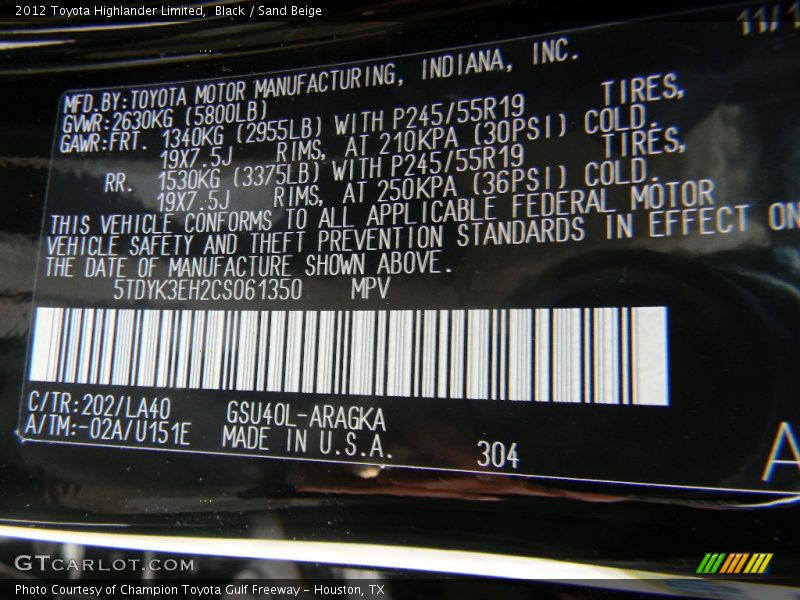 2012 Toyota Highlander Limited, Black / Sand Beige
11/1
MFD.BY:TOYOTA MOTOR MANUFACTURING, INDIANA, INC.
GVWR:2630KG (5800LB)
GAWR:FRT. 1340KG (2955LB) WITH P245/55R19 TIRES,
19X7.5J RIMS, AT 210KPA (30PSI) COLD.
RR. 1530KG (3375LB) WITH P245/55R19 TIRES,
19X7.5J RIMS, AT 250KPA (36PSI) COLD.
THIS VEHICLE CONFORMS TO ALL APPLICABLE FEDERAL MOTOR
VEHICLE SAFETY AND THEFT PREVENTION STANDARDS IN EFFECT ON
THE DATE OF MANUFACTURE SHOWN ABOVE.
5TDYK3EH2CS061350 MPV
C/TR:202/LA40 GSU40L-ARAGKA
A/TM:-02A/U151E MADE IN U.S.A. 304
A
GTCARLOT.COM
Photo Courtesy of Champion Toyota Gulf Freeway - Houston, TX